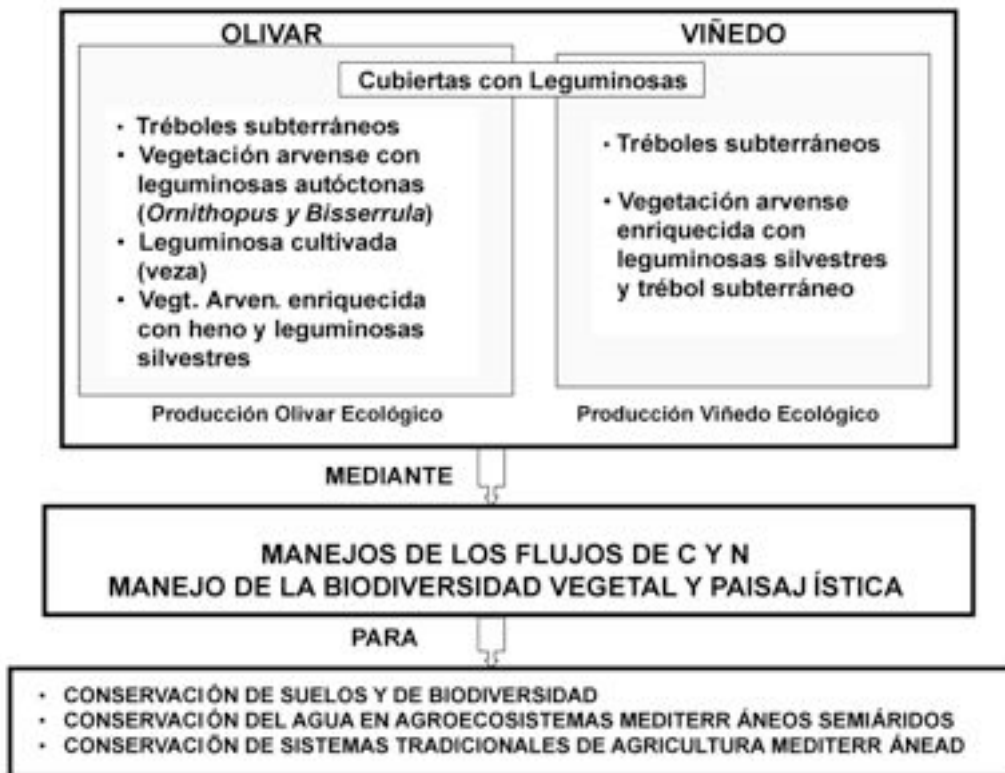 OLIVAR
VIÑEDO
Cubiertas con Leguminosas
• Tréboles subterráneos
• Vegetación arvense con
leguminosas autóctonas
(Ornithopus y Bisserrula)
• Leguminosa cultivada
(veza)
• Vegt. Arven. enriquecida
con heno y leguminosas
silvestres
• Tréboles subterráneos
• Vegetación arvense
enriquecida con
leguminosas silvestres
y trébol subterráneo
Producción Olivar Ecológico
Producción Viñedo Ecológico
MEDIANTE
MANEJOS DE LOS FLUJOS DE C Y N
MANEJO DE LA BIODIVERSIDAD VEGETAL Y PAISAJ ÍSTICA
PARA
• CONSERVACIÓN DE SUELOS Y DE BIODIVERSIDAD
• CONSERVACIÓN DEL AGUA EN AGROECOSISTEMAS MEDITERR ÁNEOS SEMIÁRIDOS
• CONSERVACIÓN DE SISTEMAS TRADICIONALES DE AGRICULTURA MEDITERR ÁNEAD